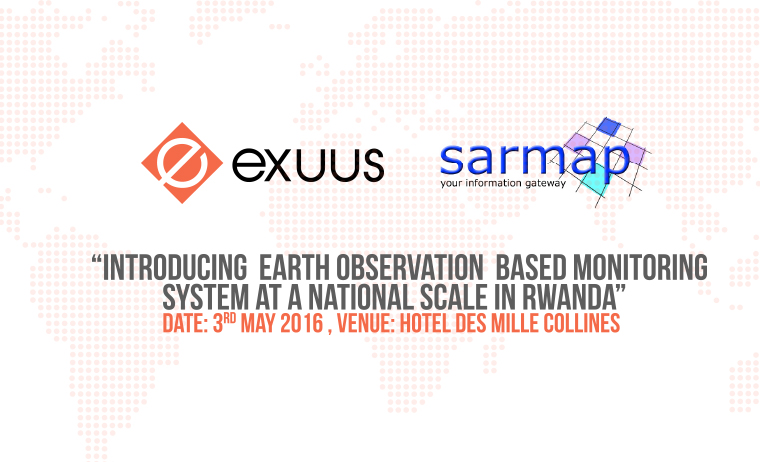 exuus
sarmap
your information gateway
“INTRODUCING EARTH OBSERVATION BASED MONITORING
SYSTEM AT A NATIONAL SCALE IN RWANDA”
DATE: 3RD MAY 2016 , VENUE: HOTEL DES MILLE COLLINES